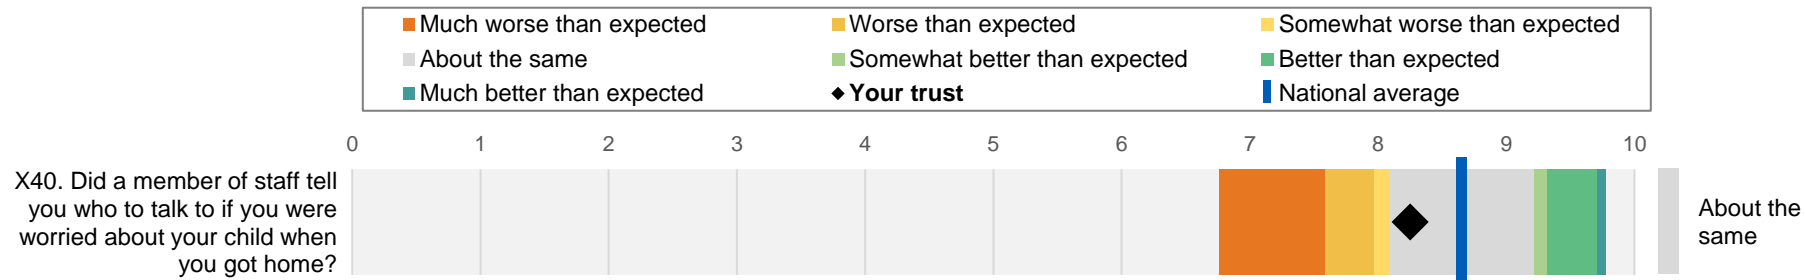 Much worse than expected
Worse than expected
Somewhat worse than expected
About the same
Somewhat better than expected
Better than expected
Much better than expected
Your trust
National average
0 1 2 3 4 5 6 7 8 9 10
X40. Did a member of staff tell
you who to talk to if you were
worried about your child when
you got home?
About the
same